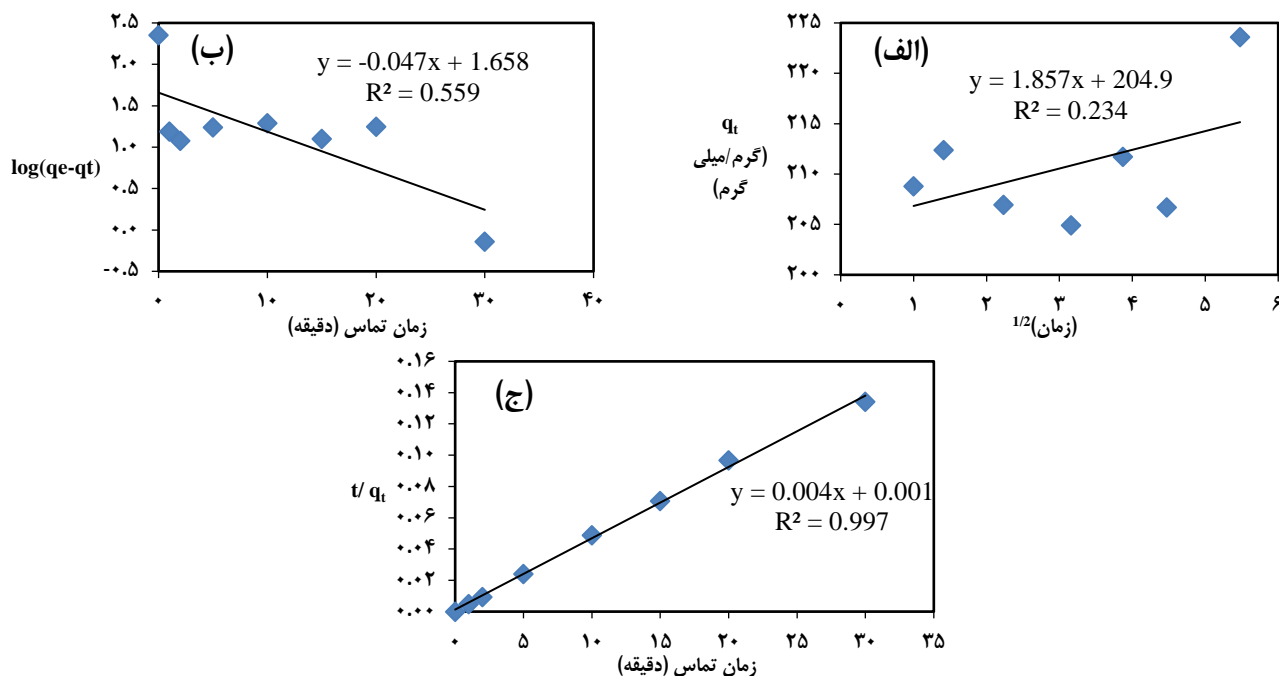 (الف)
y = 1.857x + 204.9
R² = 0.234
qt
(گرم/میلی
گرم)
۲۲۵
۲۲۰
۲۱۵
۲۱۰
۲۰۵
۲۰۰
۰ ۱ ۲ ۳ ۴ ۵ ۶
(زمان)1/2
(ب)
y = -0.047x + 1.658
R² = 0.559
log(qe-qt)
۲.۵
۲.۰
۱.۵
۱.۰
۰.۵
۰.۰
-۰.۵
۰ ۱۰ ۲۰ ۳۰ ۴۰
زمان تماس (دقیقه)
(ج)
y = 0.004x + 0.001
R² = 0.997
t/ qt
۰.۱۶
۰.۱۴
۰.۱۲
۰.۱۰
۰.۰۸
۰.۰۶
۰.۰۴
۰.۰۲
۰.۰۰
۰ ۵ ۱۰ ۱۵ ۲۰ ۲۵ ۳۰ ۳۵
زمان تماس (دقیقه)